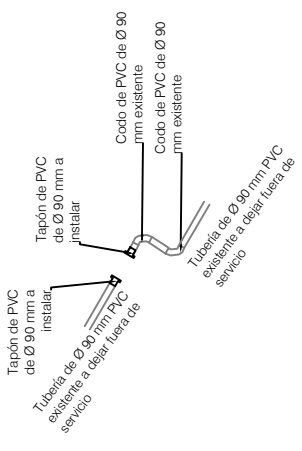 Tapón de PVC
de Ø 90 mm a
instalar
Tubería de Ø 90 mm PVC
existente a dejar fuera de
servicio
Tapón de PVC
de Ø 90 mm a
instalar
Codo de PVC de Ø 90
mm existente
Codo de PVC de Ø 90
mm existente
Tubería de Ø 90 mm PVC
existente a dejar fuera de
servicio